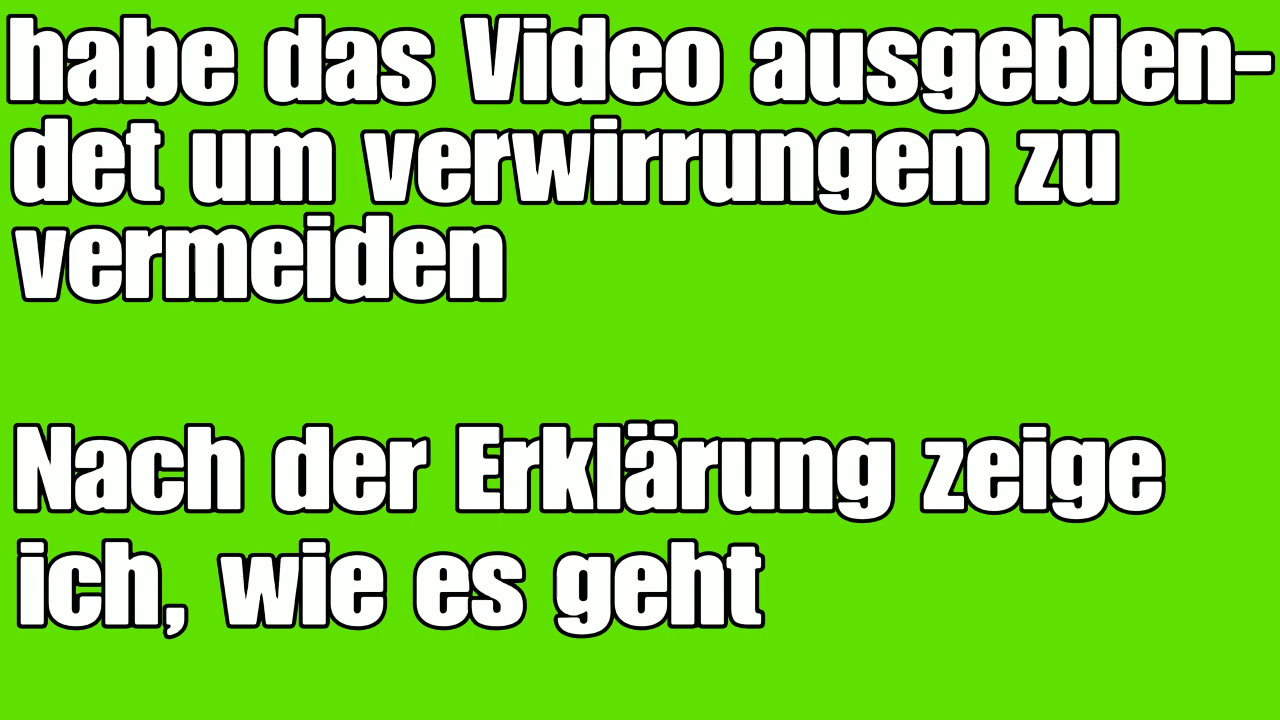 habe das Video ausgeblen-
det um verwirrungen zu
vermeiden
Nach der Erklärung zeige
ich, wie es geht